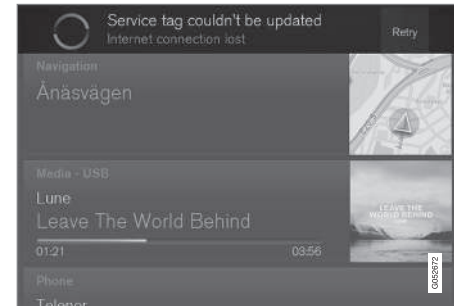 Service tag couldn't be updated
Internet connection lost
Retry
Navigation
Ånäsvägen
Media - USB
Lune
Leave The World Behind
01:21
03:56
LEAVE THE
WORLD BEHIND
Phone
Telenor
G052672